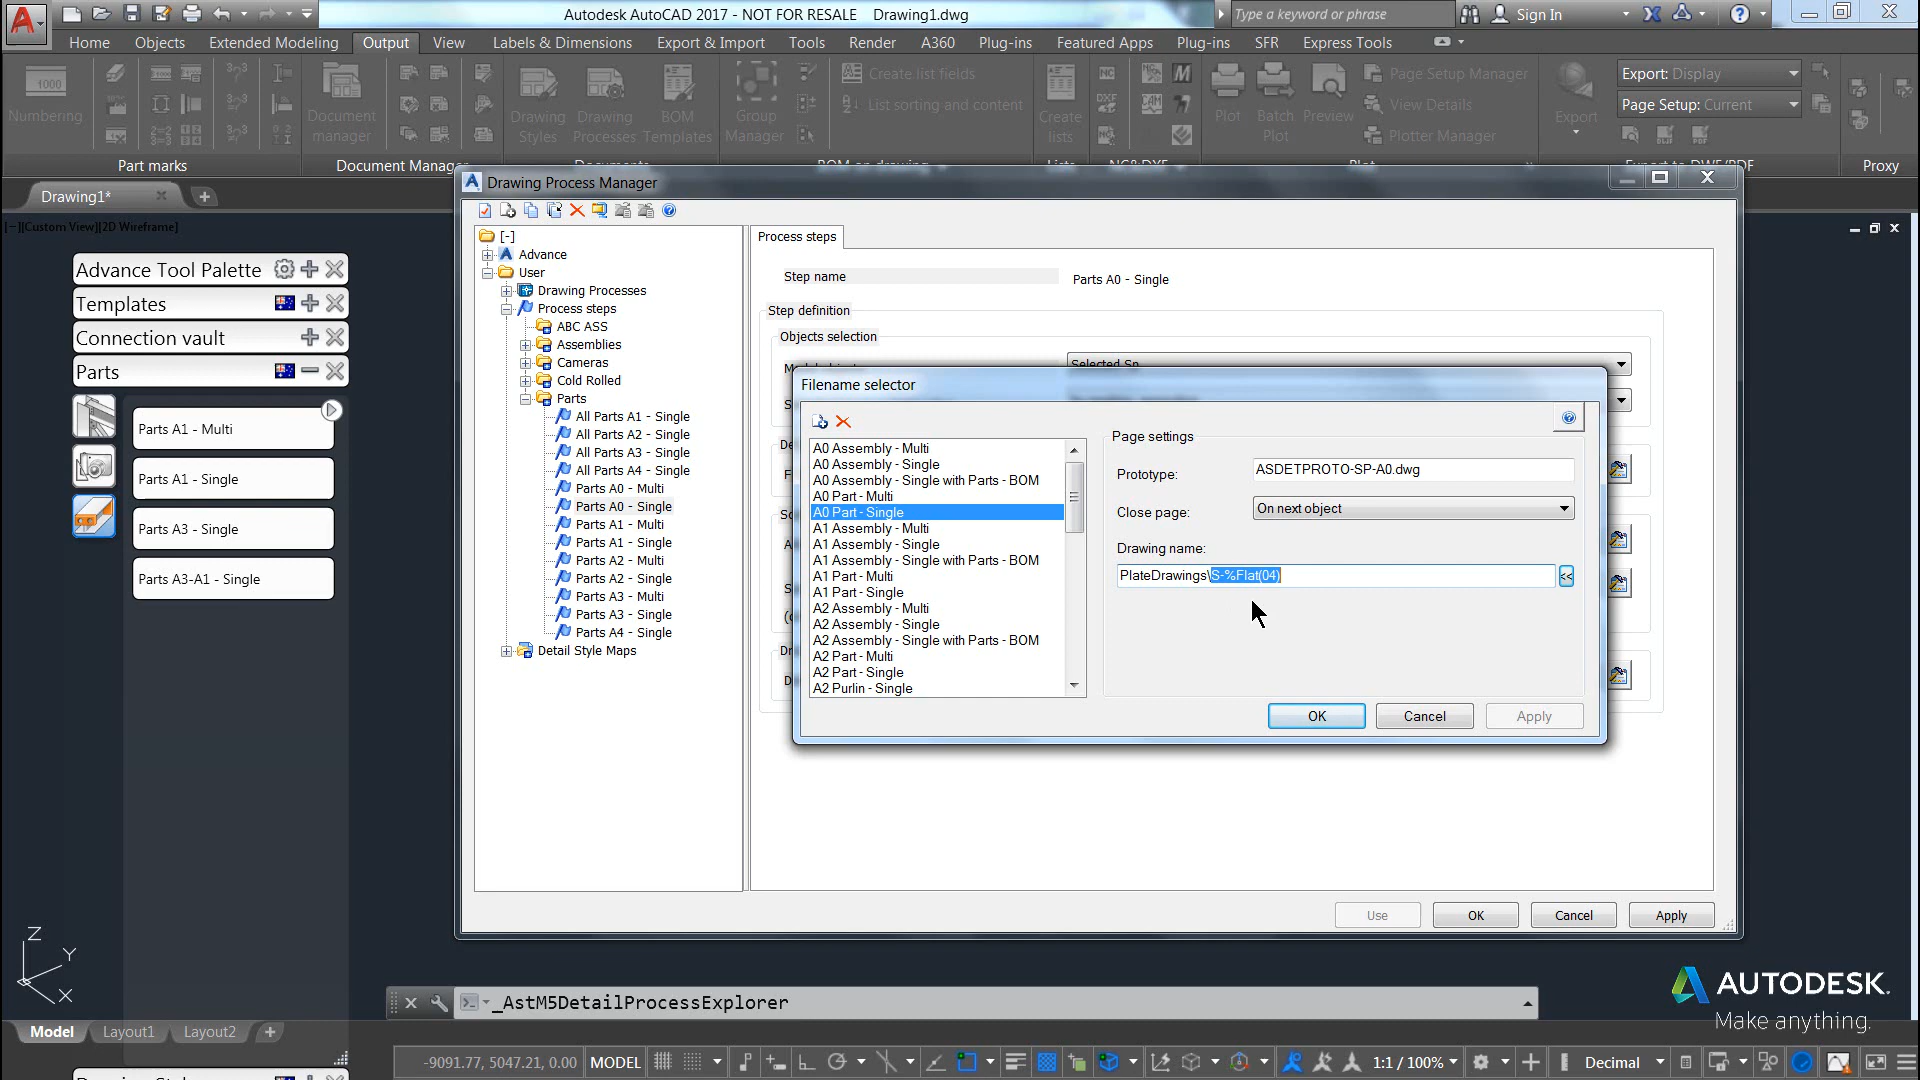 Autodesk AutoCAD 2017 - NOT FOR RESALE Drawing1.dwg
Type a keyword or phrase
Sign In
Home Objects Extended Modeling Output View Labels & Dimensions Export & Import Tools Render A360 Plug-ins Featured Apps Plug-ins SFR Express Tools
Numbering
Document manager
Drawing Styles
Drawing Processes
BOM Templates
Group Manager
Create list fields
List sorting and content
Create lists
NC
DXF
CAM
Plot
Batch Plot
Preview
Page Setup Manager
View Details
Plotter Manager
Export
Export: Display
Page Setup: Current
Part marks
Document Manag
Proxy
Drawing1*
[−][Custom View][2D Wireframe]
Advance Tool Palette
Templates
Connection vault
Parts
Parts A1 - Multi
Parts A1 - Single
Parts A3 - Single
Parts A3-A1 - Single
Drawing Process Manager
[-]
Advance
User
Drawing Processes
Process steps
ABC ASS
Assemblies
Cameras
Cold Rolled
Parts
All Parts A1 - Single
All Parts A2 - Single
All Parts A3 - Single
All Parts A4 - Single
Parts A0 - Multi
Parts A0 - Single
Parts A1 - Multi
Parts A1 - Single
Parts A2 - Multi
Parts A2 - Single
Parts A3 - Multi
Parts A3 - Single
Parts A4 - Single
Detail Style Maps
Process steps
Step name
Parts A0 - Single
Step definition
Objects selection
Selected Sp
Filename selector
A0 Assembly - Multi
A0 Assembly - Single
A0 Assembly - Single with Parts - BOM
A0 Part - Multi
A0 Part - Single
A1 Assembly - Multi
A1 Assembly - Single
A1 Assembly - Single with Parts - BOM
A1 Part - Multi
A1 Part - Single
A2 Assembly - Multi
A2 Assembly - Single
A2 Assembly - Single with Parts - BOM
A2 Part - Multi
A2 Part - Single
A2 Purlin - Single
Page settings
Prototype: ASDETPROTO-SP-A0.dwg
Close page: On next object
Drawing name:
PlateDrawings\S-%Flat(04)
<<
OK Cancel Apply
Use OK Cancel Apply
Z
Y
X
_AstM5DetailProcessExplorer
AUTODESK.
Make anything.
Model Layout1 Layout2
-9091.77, 5047.21, 0.00 MODEL
1:1 / 100%
Decimal